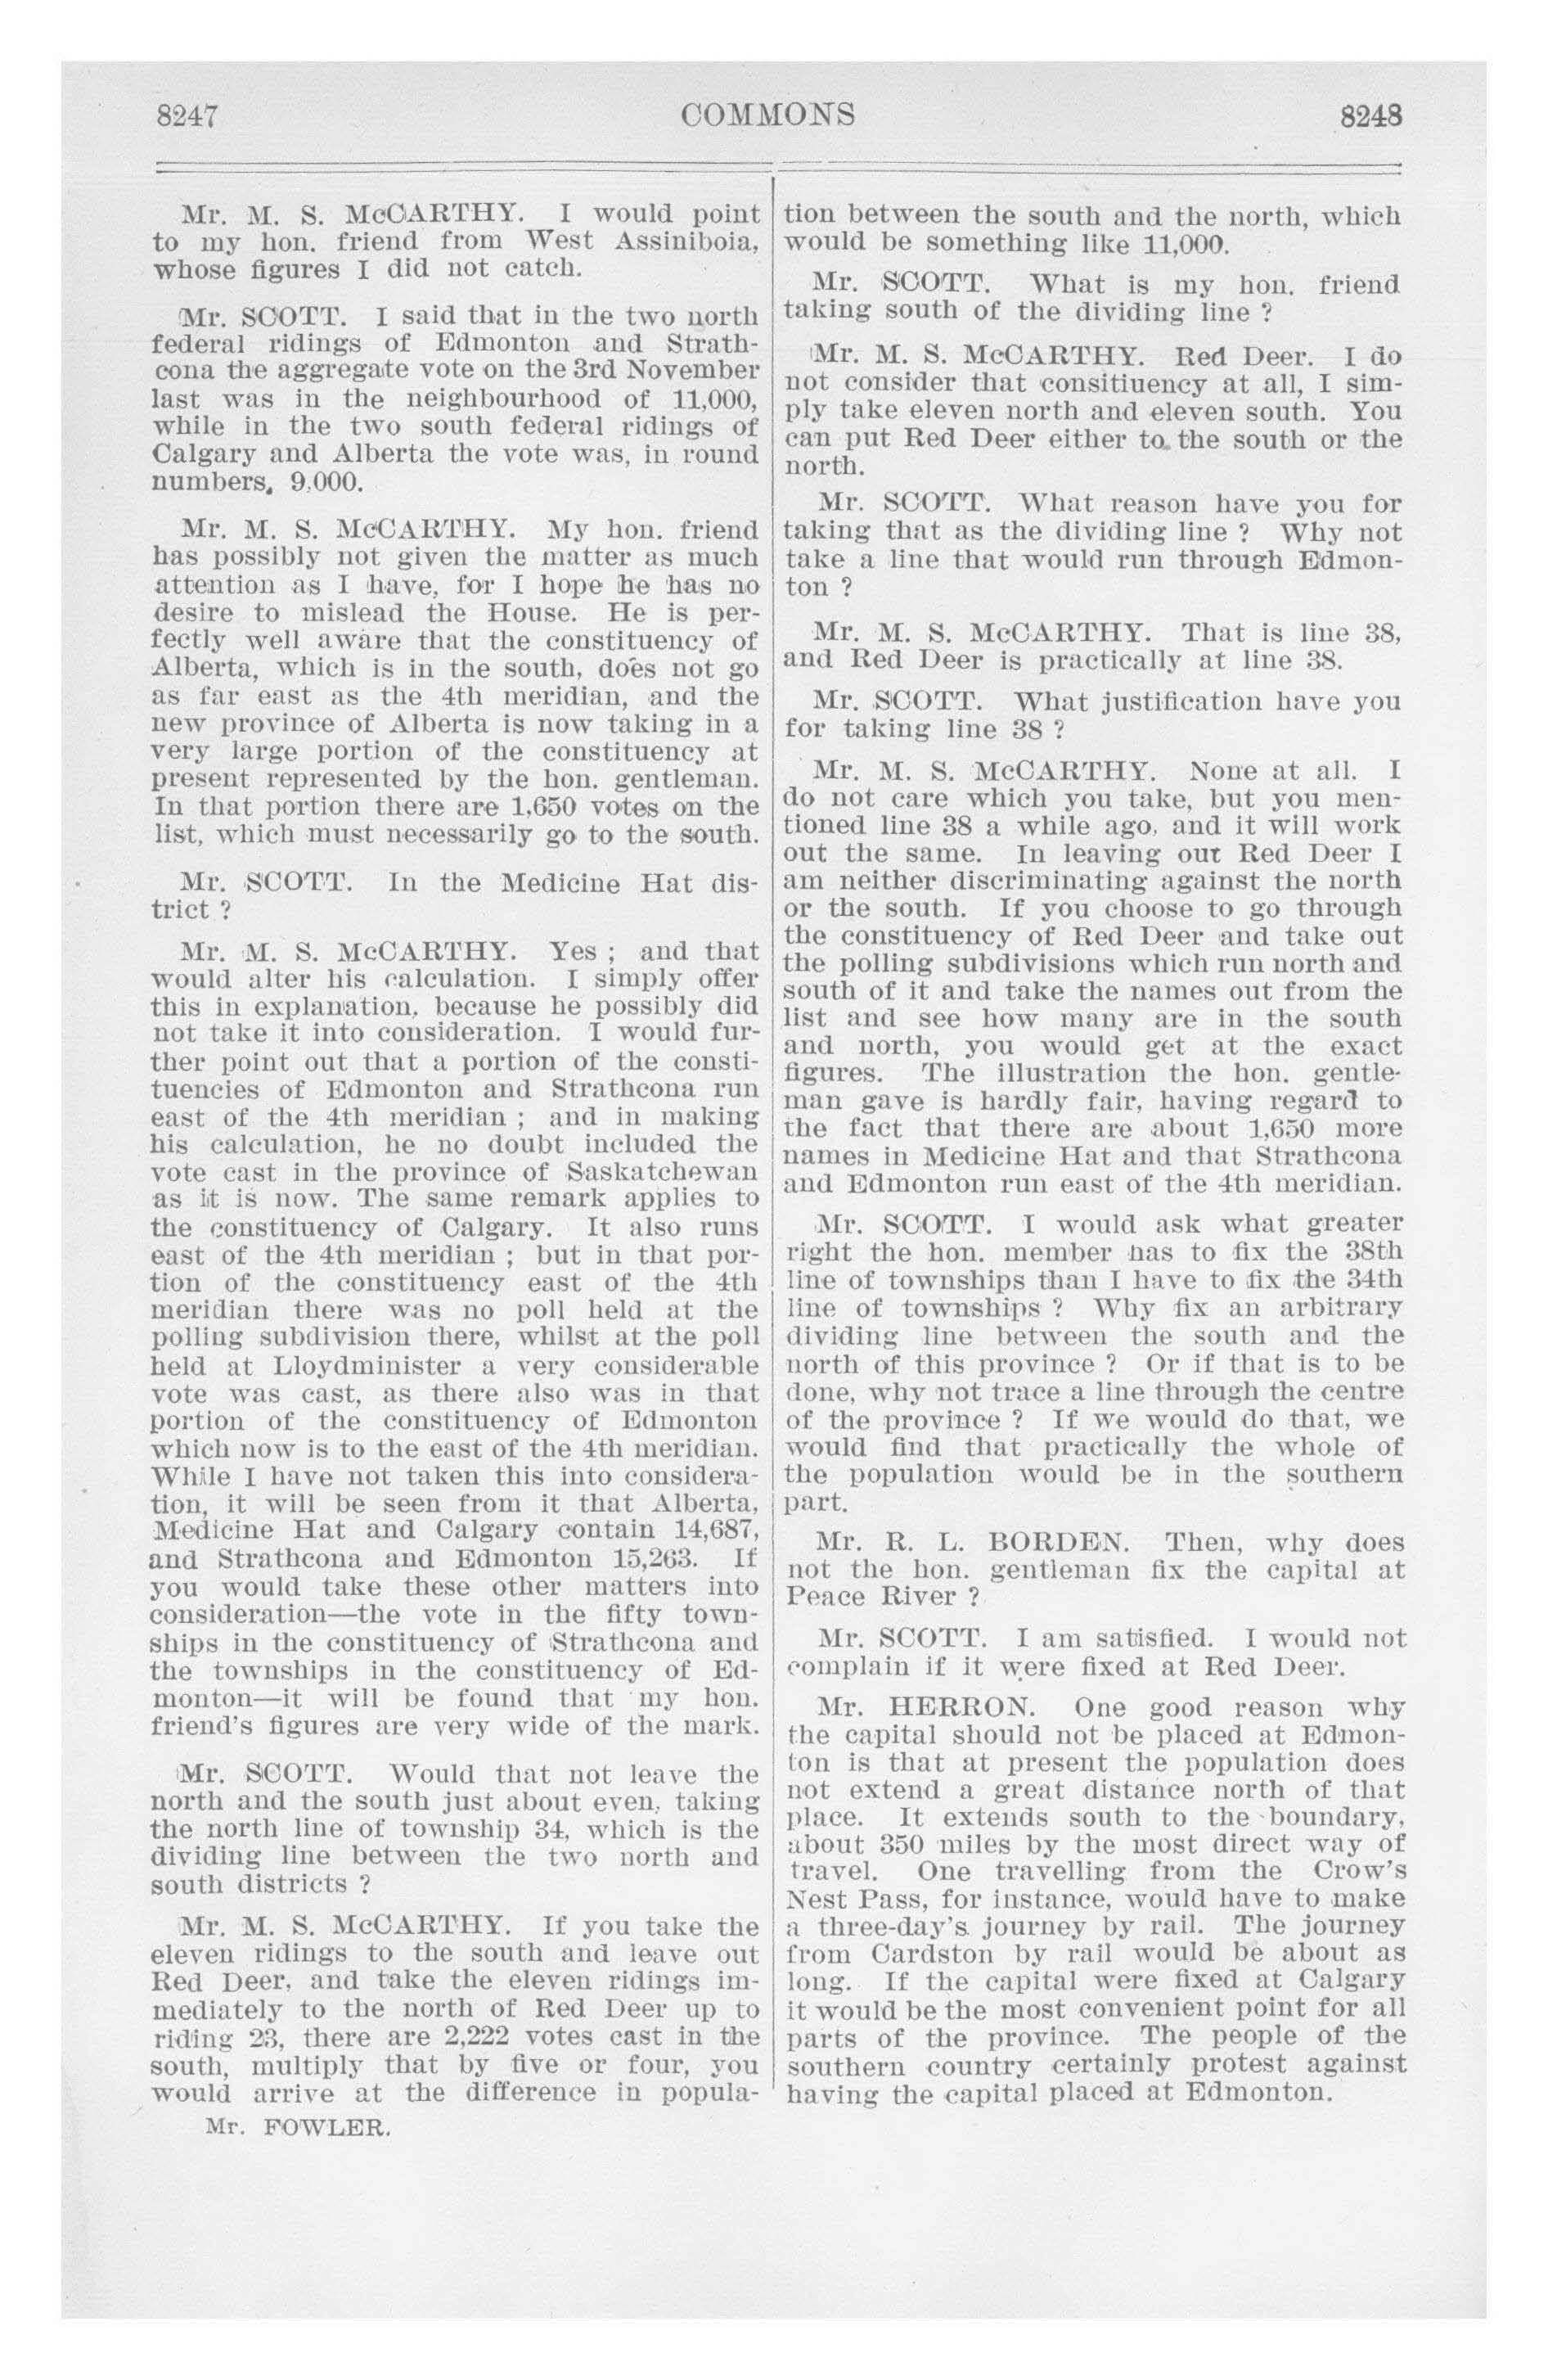 8247
COMMONS
8248
Mr. M. S. McCARTHY. I would point
to my hon. friend from West Assiniboia,
whose figures I did not catch.
Mr. SCOTT. I said that in the two north
federal ridings of Edmonton and Strath-
cona the aggregate vote on the 3rd November
last was in the neighbourhood of 11,000,
while in the two south federal ridings of
Calgary and Alberta the vote was, in round
numbers, 9,000.
Mr. M. S. McCARTHY. My hon. friend
has possibly not given the matter as much
attention as I have, for I hope he has no
desire to mislead the House. He is per-
fectly well aware that the constituency of
Alberta, which is in the south, does not go
as far east as the 4th meridian, and the
new province of Alberta is now taking in a
very large portion of the constituency at
present represented by the hon. gentleman.
In that portion there are 1,650 votes on the
list, which must necessarily go to the south.
Mr. SCOTT. In the Medicine Hat dis-
trict ?
Mr. M. S. McCARTHY. Yes ; and that
would alter his calculation. I simply offer
this in explanation, because he possibly did
not take it into consideration. I would fur-
ther point out that a portion of the consti-
tuencies of Edmonton and Strathcona run
east of the 4th meridian ; and in making
his calculation, he no doubt included the
vote cast in the province of Saskatchewan
as it is now. The same remark applies to
the constituency of Calgary. It also runs
east of the 4th meridian ; but in that por-
tion of the constituency east of the 4th
meridian there was no poll held at the
polling subdivision there, whilst at the poll
held at Lloydminister a very considerable
vote was cast, as there also was in that
portion of the constituency of Edmonton
which now is to the east of the 4th meridian.
While I have not taken this into considera-
tion, it will be seen from it that Alberta,
Medicine Hat and Calgary contain 14,687,
and Strathcona and Edmonton 15,263. If
you would take these other matters into
consideration—the vote in the fifty town-
ships in the constituency of Strathcona and
the townships in the constituency of Ed-
monton—it will be found that my hon.
friend's figures are very wide of the mark.
Mr. SCOTT. Would that not leave the
north and the south just about even, taking
the north line of township 34, which is the
dividing line between the two north and
south districts ?
Mr. M. S. McCARTHY. If you take the
eleven ridings to the south and leave out
Red Deer, and take the eleven ridings im-
mediately to the north of Red Deer up to
riding 23, there are 2,222 votes cast in the
south, multiply that by five or four, you
would arrive at the difference in popula-
Mr. FOWLER.
tion between the south and the north, which
would be something like 11,000.
Mr. SCOTT. What is my hon. friend
taking south of the dividing line ?
Mr. M. S. McCARTHY. Red Deer. I do
not consider that consitiuency at all, I sim-
ply take eleven north and eleven south. You
can put Red Deer either to the south or the
north.
Mr. SCOTT. What reason have you for
taking that as the dividing line ? Why not
take a line that would run through Edmon-
ton ?
Mr. M. S. McCARTHY. That is line 38,
and Red Deer is practically at line 38.
Mr. SCOTT. What justification have you
for taking line 38 ?
Mr. M. S. McCARTHY. None at all. I
do not care which you take, but you men-
tioned line 38 a while ago, and it will work
out the same. In leaving out Red Deer I
am neither discriminating against the north
or the south. If you choose to go through
the constituency of Red Deer and take out
the polling subdivisions which run north and
south of it and take the names out from the
list and see how many are in the south
and north, you would get at the exact
figures. The illustration the hon. gentle-
man gave is hardly fair, having regard to
the fact that there are about 1,650 more
names in Medicine Hat and that Strathcona
and Edmonton run east of the 4th meridian.
Mr. SCOTT. I would ask what greater
right the hon. member has to fix the 38th
line of townships than I have to fix the 34th
line of townships ? Why fix an arbitrary
dividing line between the south and the
north of this province ? Or if that is to be
done, why not trace a line through the centre
of the province ? If we would do that, we
would find that practically the whole of
the population would be in the southern
part.
Mr. R. L. BORDEN. Then, why does
not the hon. gentleman fix the capital at
Peace River ?
Mr. SCOTT. I am satisfied. I would not
complain if it were fixed at Red Deer.
Mr. HERRON. One good reason why
the capital should not be placed at Edmon-
ton is that at present the population does
not extend a great distance north of that
place. It extends south to the boundary,
about 350 miles by the most direct way of
travel. One travelling from the Crow's
Nest Pass, for instance, would have to make
a three-day's journey by rail. The journey
from Cardston by rail would be about as
long. If the capital were fixed at Calgary
it would be the most convenient point for all
parts of the province. The people of the
southern country certainly protest against
having the capital placed at Edmonton.